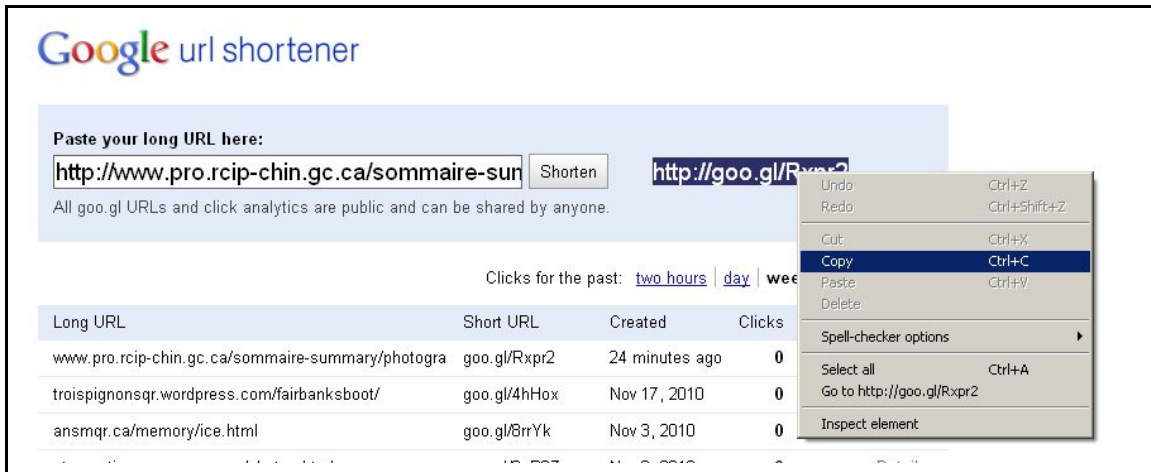 Google url shortener
Paste your long URL here:
http://www.pro.rcip-chin.gc.ca/sommaire-sun Shorten http://goo.gl/Rxpr2
All goo.gl URLs and click analytics are public and can be shared by anyone.
Undo Ctrl+Z
Redo Ctrl+Shift+Z
Cut Ctrl+X
Copy Ctrl+C
Paste Ctrl+V
Delete
Spell-checker options
Select all Ctrl+A
Go to http://goo.gl/Rxpr2
Inspect element
Clicks for the past: two hours day wee
Long URL Short URL Created Clicks
www.pro.rcip-chin.gc.ca/sommaire-summary/photogra goo.gl/Rxpr2 24 minutes ago 0
troispignonsqr.wordpress.com/fairbanksboot/ goo.gl/4hHox Nov 17, 2010 0
ansmqr.ca/memory/ice.html goo.gl/8rrYk Nov 3, 2010 0